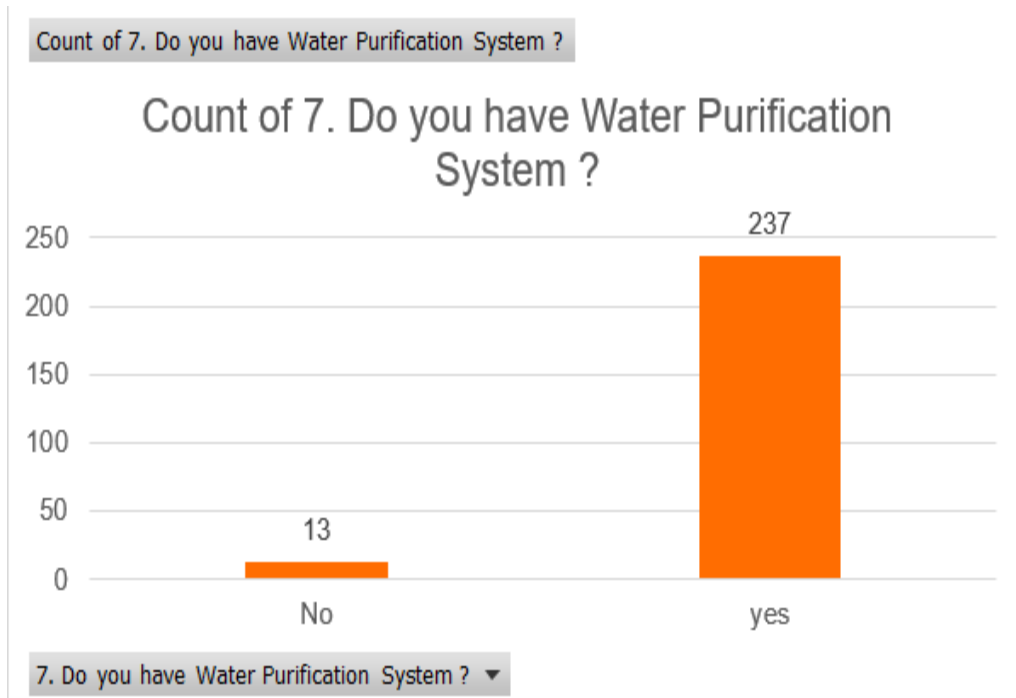 Count of 7. Do you have Water Purification System ?
Count of 7. Do you have Water Purification
System ?
250
237
200
150
100
50
13
0
No
yes
7. Do you have Water Purification System ?